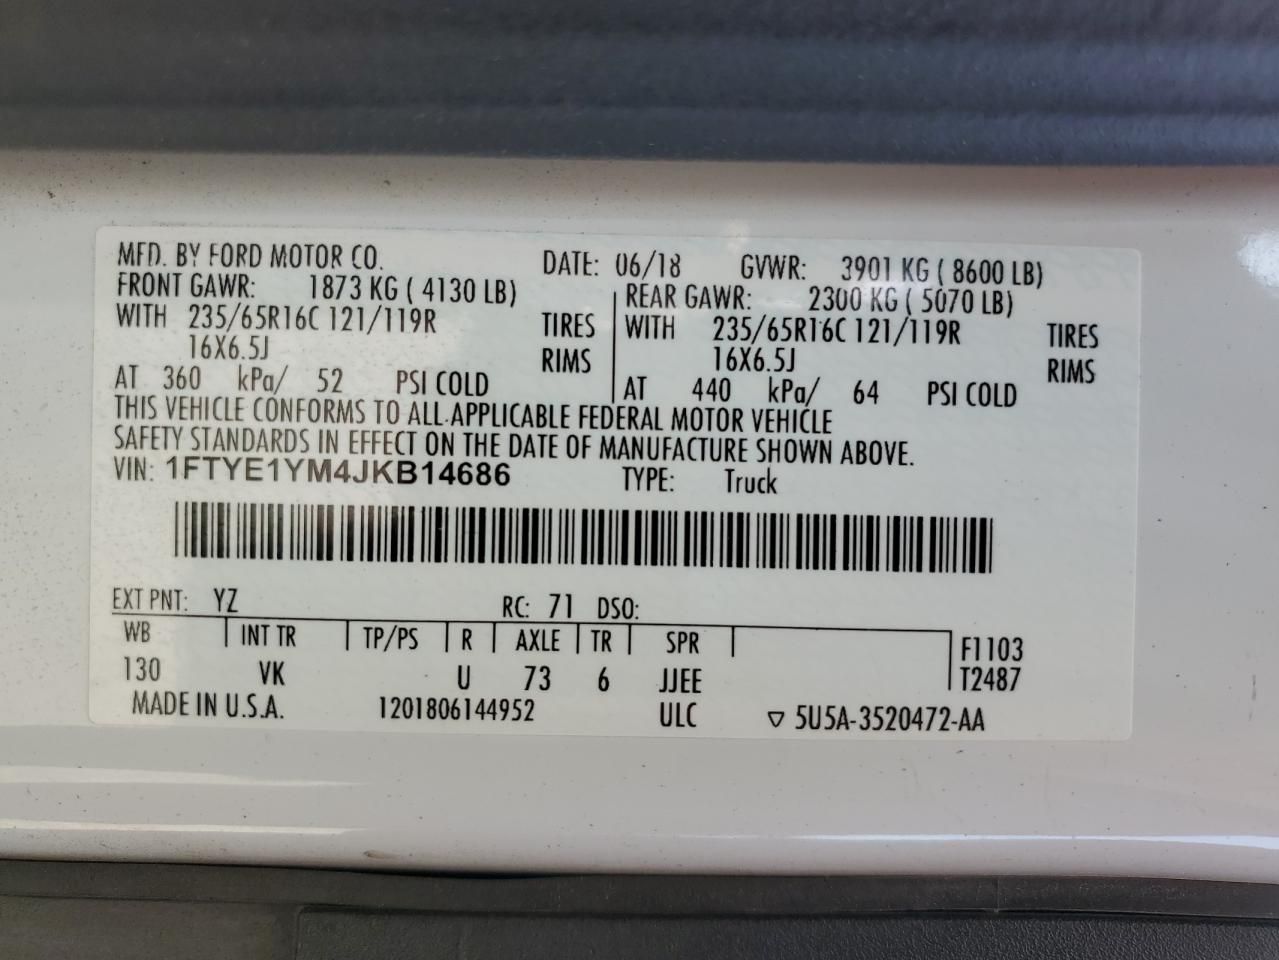 MFD. BY FORD MOTOR CO. DATE: 06/18 GVWR: 3901 KG ( 8600 LB)
FRONT GAWR: 1873 KG ( 4130 LB) REAR GAWR: 2300 KG ( 5070 LB)
WITH 235/65R16C 121/119R TIRES WITH 235/65R16C 121/119R TIRES
16X6.5J RIMS 16X6.5J RIMS
AT 360 kPa/ 52 PSI COLD AT 440 kPa/ 64 PSI COLD
THIS VEHICLE CONFORMS TO ALL APPLICABLE FEDERAL MOTOR VEHICLE
SAFETY STANDARDS IN EFFECT ON THE DATE OF MANUFACTURE SHOWN ABOVE.
VIN: 1FTYE1YM4JKB14686 TYPE: Truck
EXT PNT: YZ RC: 71 DSO:
WB INT TR TP/PS R AXLE TR SPR F1103
130 VK U 73 6 JJEE T2487
MADE IN U.S.A. 1201806144952 ULC ▽ 5U5A-3520472-AA